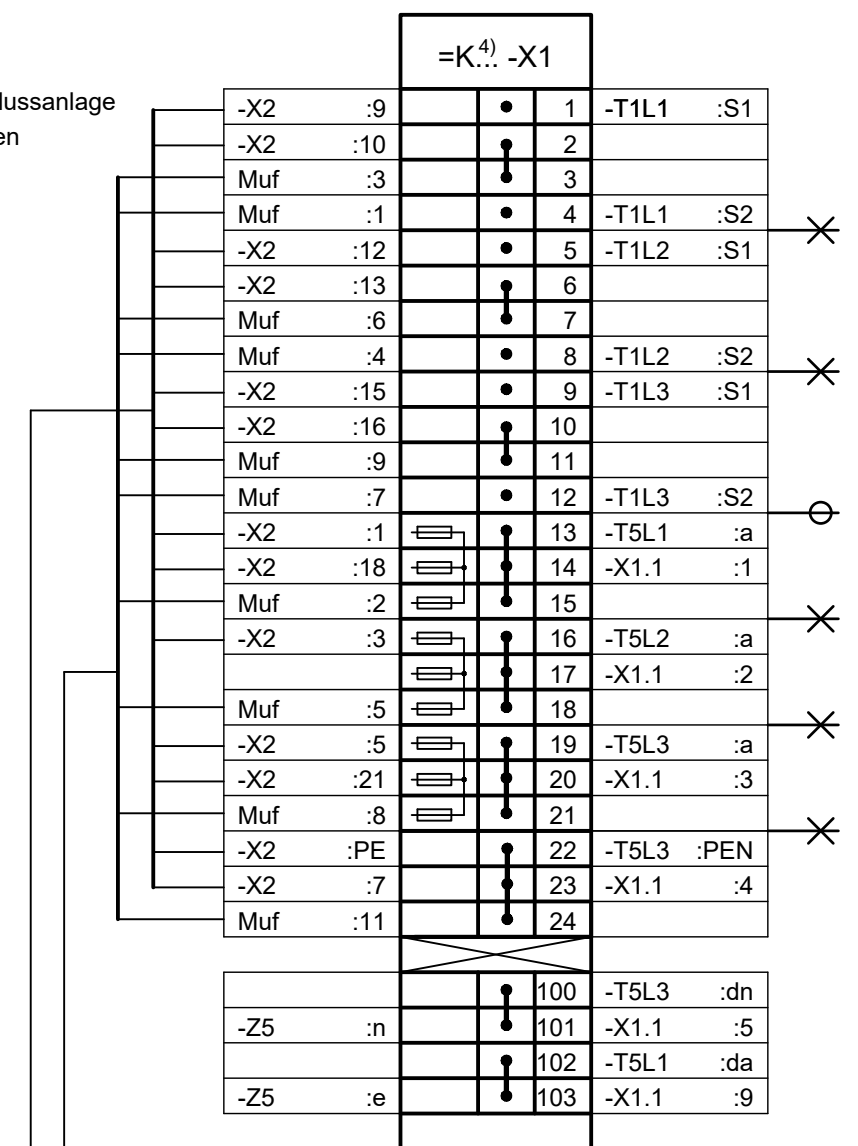 =K...4) -X1
lussanlage
en
-X2 :9 1 -T1L1 :S1
-X2 :10 2
Muf :3 3
Muf :1 4 -T1L1 :S2
-X2 :12 5 -T1L2 :S1
-X2 :13 6
Muf :6 7
Muf :4 8 -T1L2 :S2
-X2 :15 9 -T1L3 :S1
-X2 :16 10
Muf :9 11
Muf :7 12 -T1L3 :S2
-X2 :1 13 -T5L1 :a
-X2 :18 14 -X1.1 :1
Muf :2 15
-X2 :3 16 -T5L2 :a
17 -X1.1 :2
Muf :5 18
-X2 :5 19 -T5L3 :a
-X2 :21 20 -X1.1 :3
Muf :8 21
-X2 :PE 22 -T5L3 :PEN
-X2 :7 23 -X1.1 :4
Muf :11 24
100 -T5L3 :dn
-Z5 :n 101 -X1.1 :5
102 -T5L1 :da
-Z5 :e 103 -X1.1 :9